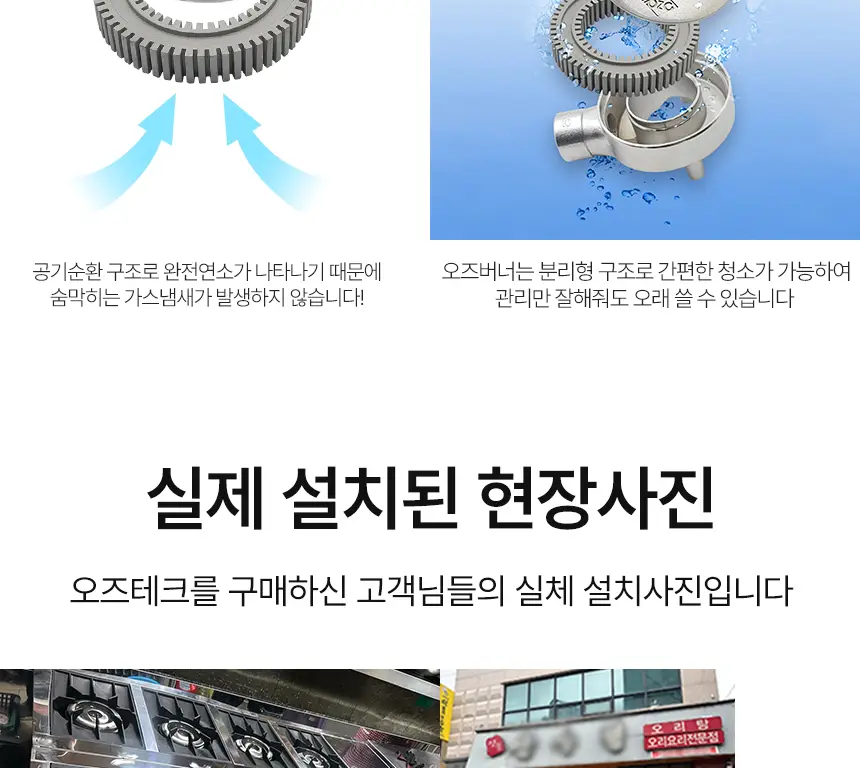 공기순환 구조로 완전연소가 나타나기 때문에
숨막히는 가스냄새가 발생하지 않습니다!
오즈버너는 분리형 구조로 간편한 청소가 가능하여
관리만 잘해줘도 오래 쓸 수 있습니다
실제 설치된 현장사진
오즈테크를 구매하신 고객님들의 실체 설치사진입니다
오 리 탕
오리요리전문점